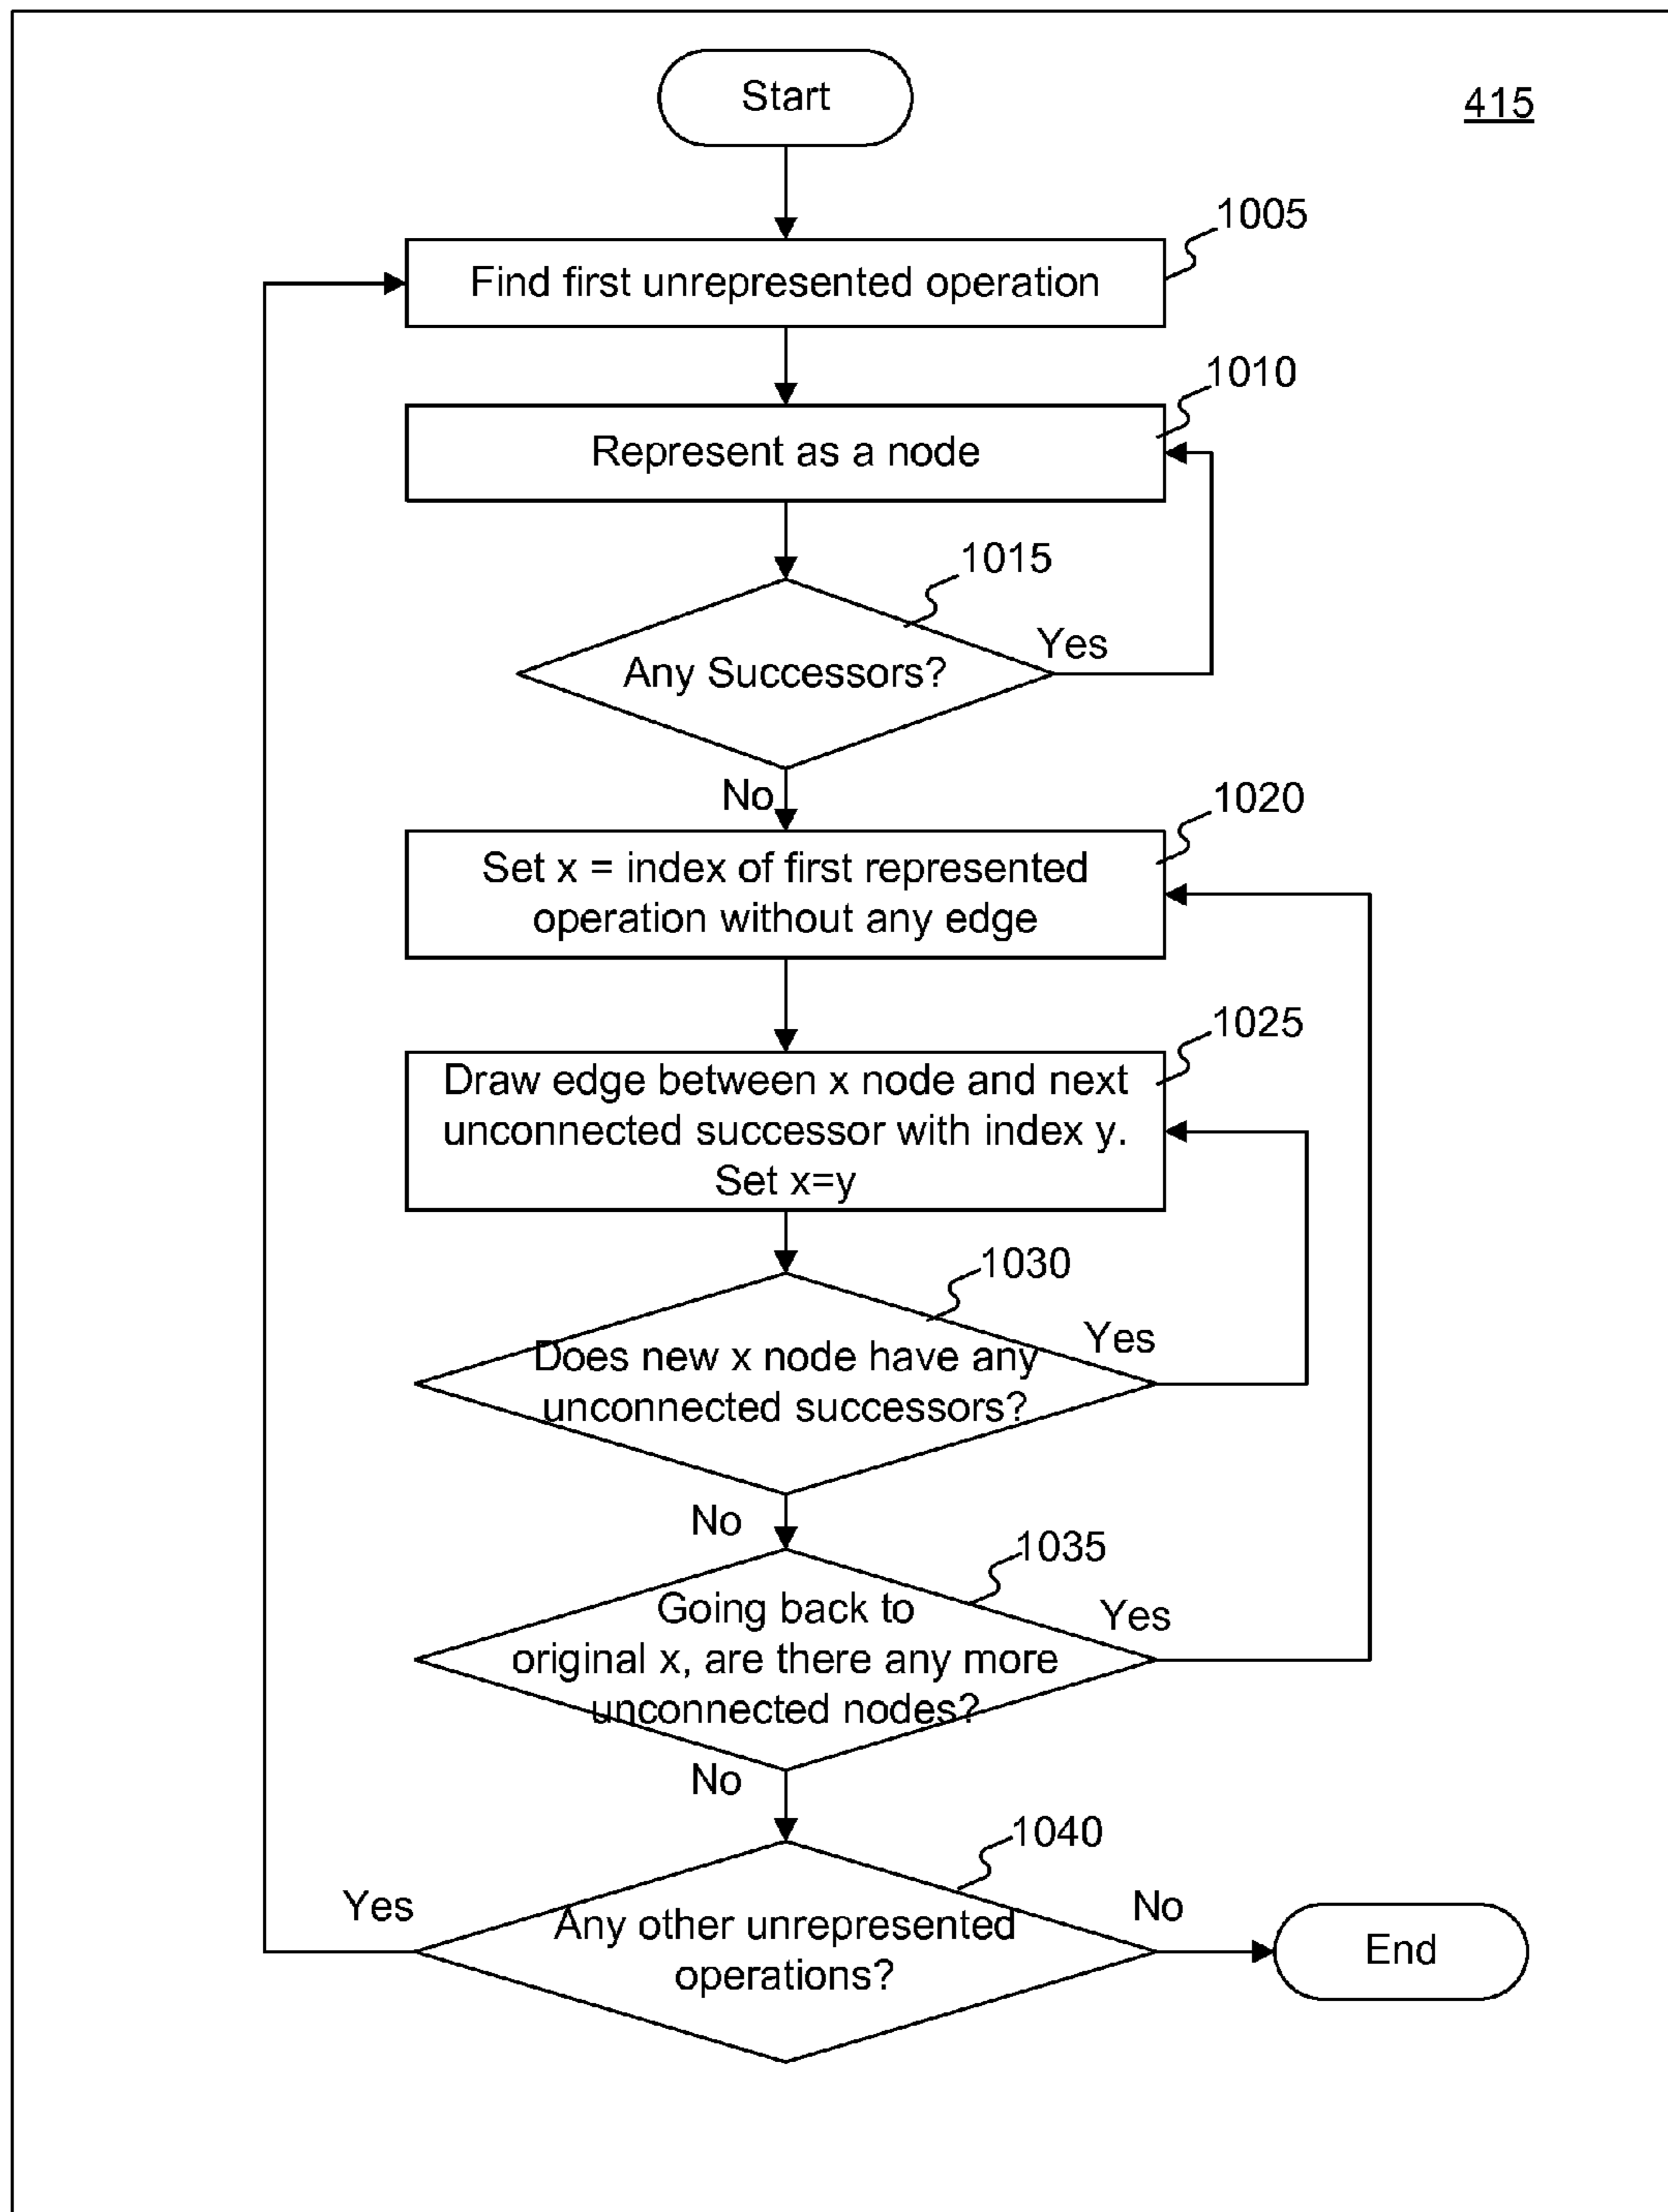 Start
415
1005
Find first unrepresented operation
1010
Represent as a node
1015
Any Successors?
Yes
No
1020
Set x = index of first represented
operation without any edge
1025
Draw edge between x node and next
unconnected successor with index y.
Set x=y
1030
Does new x node have any
unconnected successors?
Yes
No
1035
Going back to
original x, are there any more
unconnected nodes?
Yes
No
1040
Any other unrepresented
operations?
Yes
No
End